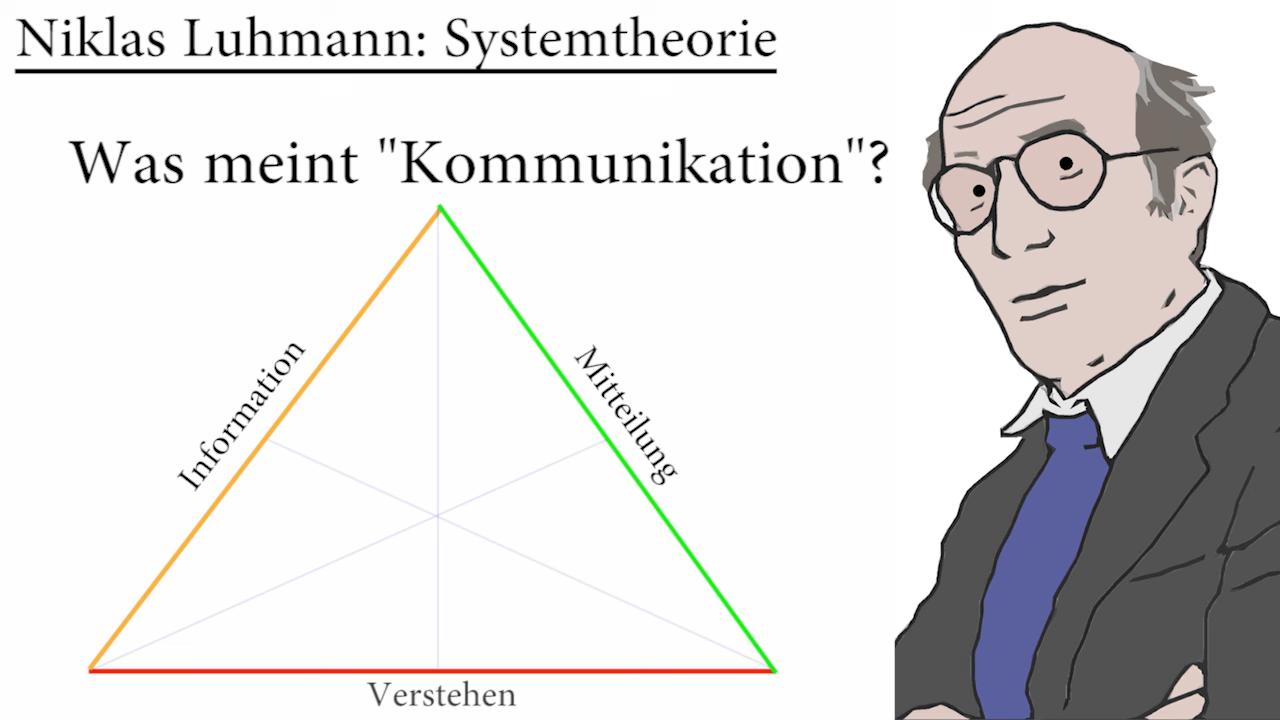 Niklas Luhmann: Systemtheorie
Was meint "Kommunikation"?
Information
Mitteilung
Verstehen